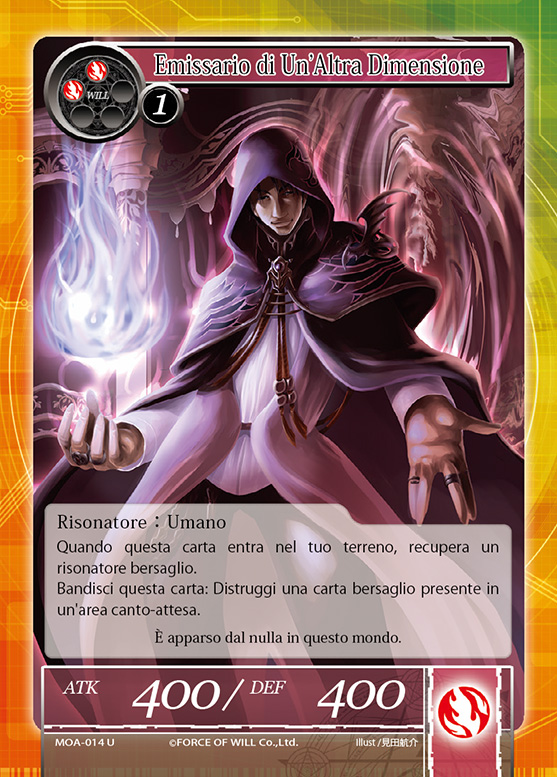 Emissario di Un'Altra Dimensione
WILL
1
Risonatore : Umano
Quando questa carta entra nel tuo terreno, recupera un
risonatore bersaglio.
Bandisci questa carta: Distruggi una carta bersaglio presente in
un'area canto-attesa.
È apparso dal nulla in questo mondo.
ATK 400 / DEF 400
MOA-014 U ©FORCE OF WILL Co.,Ltd. Illust /見田航介